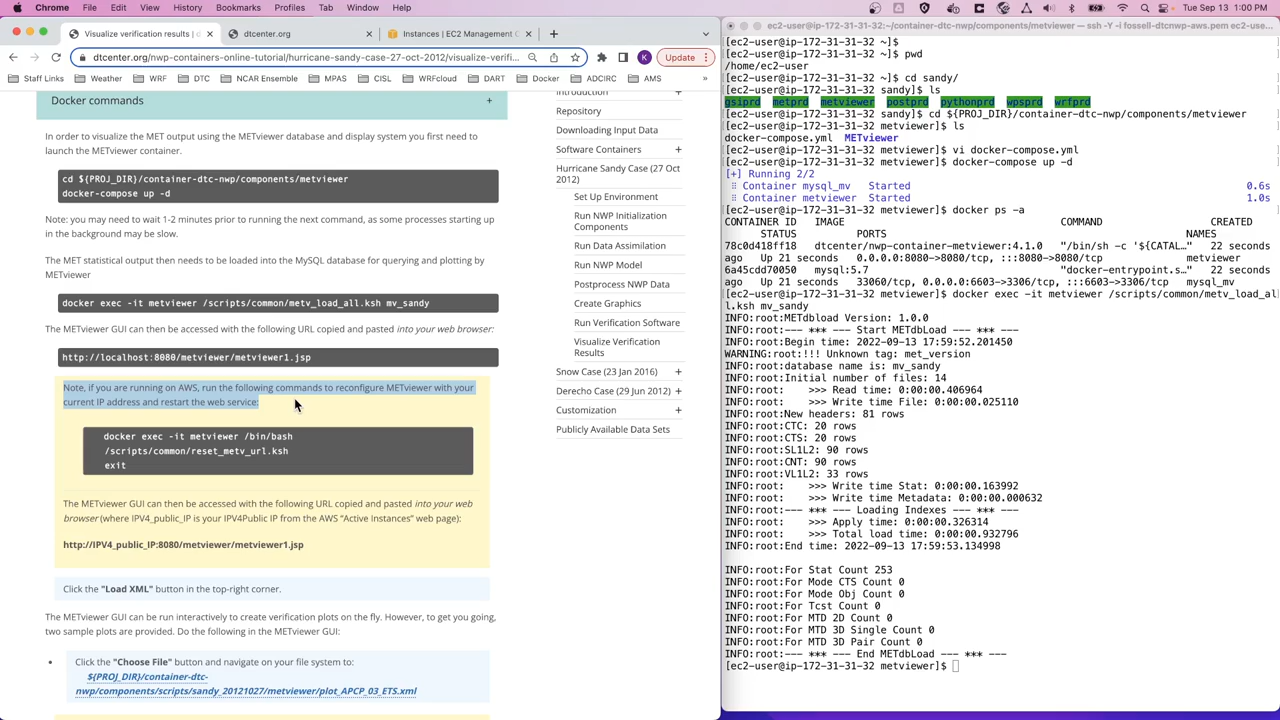 Chrome File Edit View History Bookmarks Profiles Tab Window Help
Tue Sep 13 1:00 PM
Visualize verification results |
dtcenter.org
Instances | EC2 Management C
dtcenter.org/nwp-containers-online-tutorial/hurricane-sandy-case-27-oct-2012/visualize-verifi...
K
Update
Staff Links
Weather
WRF
DTC
NCAR Ensemble
MPAS
CISL
WRFcloud
DART
Docker
ADCIRC
AMS
»
Docker commands +
In order to visualize the MET output using the METviewer database and display system you first need to
launch the METviewer container.
cd ${PROJ_DIR}/container-dtc-nwp/components/metviewer
docker-compose up -d
Note: you may need to wait 1-2 minutes prior to running the next command, as some processes starting up
in the background may be slow.
The MET statistical output then needs to be loaded into the MySQL database for querying and plotting by
METviewer
docker exec -it metviewer /scripts/common/metv_load_all.ksh mv_sandy
The METviewer GUI can then be accessed with the following URL copied and pasted into your web browser:
http://localhost:8080/metviewer/metviewer1.jsp
Note, if you are running on AWS, run the following commands to reconfigure METviewer with your
current IP address and restart the web service:
docker exec -it metviewer /bin/bash
/scripts/common/reset_metv_url.ksh
exit
The METviewer GUI can then be accessed with the following URL copied and pasted into your web
browser (where IPV4_public_IP is your IPV4Public IP from the AWS “Active Instances” web page):
http://IPV4_public_IP:8080/metviewer/metviewer1.jsp
Click the "Load XML" button in the top-right corner.
The METviewer GUI can be run interactively to create verification plots on the fly. However, to get you going,
two sample plots are provided. Do the following in the METviewer GUI:
Click the "Choose File" button and navigate on your file system to:
${PROJ_DIR}/container-dtc-
nwp/components/scripts/sandy_20121027/metviewer/plot_APCP_03_ETS.xml
Introduction
Repository
Downloading Input Data
Software Containers +
Hurricane Sandy Case (27 Oct
2012)
Set Up Environment
Run NWP Initialization
Components
Run Data Assimilation
Run NWP Model
Postprocess NWP Data
Create Graphics
Run Verification Software
Visualize Verification
Results
Snow Case (23 Jan 2016) +
Derecho Case (29 Jun 2012) +
Customization +
Publicly Available Data Sets
ec2-user@ip-172-31-31-32:~/container-dtc-nwp/components/metviewer — ssh -Y -i fossell-dtcnwp-aws.pem ec2-user...
[ec2-user@ip-172-31-31-32 ~]$
[ec2-user@ip-172-31-31-32 ~]$ pwd
/home/ec2-user
[ec2-user@ip-172-31-31-32 ~]$ cd sandy/
[ec2-user@ip-172-31-31-32 sandy]$ ls
gsiprd metprd metviewer postprd pythonprd wpsprd wrfprd
[ec2-user@ip-172-31-31-32 sandy]$ cd ${PROJ_DIR}/container-dtc-nwp/components/metviewer
[ec2-user@ip-172-31-31-32 metviewer]$ ls
docker-compose.yml METviewer
[ec2-user@ip-172-31-31-32 metviewer]$ vi docker-compose.yml
[ec2-user@ip-172-31-31-32 metviewer]$ docker-compose up -d
[+] Running 2/2
⠿ Container mysql_mv Started 0.6s
⠿ Container metviewer Started 1.0s
[ec2-user@ip-172-31-31-32 metviewer]$ docker ps -a
CONTAINER ID IMAGE COMMAND CREATED
STATUS PORTS NAMES
78c0d418ff18 dtcenter/nwp-container-metviewer:4.1.0 "/bin/sh -c '${CATAL…" 22 seconds
ago Up 21 seconds 0.0.0.0:8080->8080/tcp, :::8080->8080/tcp metviewer
6a45cdd70050 mysql:5.7 "docker-entrypoint.s…" 22 seconds
ago Up 21 seconds 33060/tcp, 0.0.0.0:6603->3306/tcp, :::6603->3306/tcp mysql_mv
[ec2-user@ip-172-31-31-32 metviewer]$ docker exec -it metviewer /scripts/common/metv_load_al
l.ksh mv_sandy
INFO:root:METdbload Version: 1.0.0
INFO:root:--- *** --- Start METdbLoad --- *** ---
INFO:root:Begin time: 2022-09-13 17:59:52.201450
WARNING:root:!!! Unknown tag: met_version
INFO:root:database name is: mv_sandy
INFO:root:Initial number of files: 14
INFO:root: >>> Read time: 0:00:00.406964
INFO:root: >>> Write time File: 0:00:00.025110
INFO:root:New headers: 81 rows
INFO:root:CTC: 20 rows
INFO:root:CTS: 20 rows
INFO:root:SL1L2: 90 rows
INFO:root:CNT: 90 rows
INFO:root:VL1L2: 33 rows
INFO:root: >>> Write time Stat: 0:00:00.163992
INFO:root: >>> Write time Metadata: 0:00:00.000632
INFO:root:--- *** --- Loading Indexes --- *** ---
INFO:root: >>> Apply time: 0:00:00.326314
INFO:root: >>> Total load time: 0:00:00.932796
INFO:root:End time: 2022-09-13 17:59:53.134998
INFO:root:For Stat Count 253
INFO:root:For Mode CTS Count 0
INFO:root:For Mode Obj Count 0
INFO:root:For Tcst Count 0
INFO:root:For MTD 2D Count 0
INFO:root:For MTD 3D Single Count 0
INFO:root:For MTD 3D Pair Count 0
INFO:root:--- *** --- End METdbLoad --- *** ---
[ec2-user@ip-172-31-31-32 metviewer]$